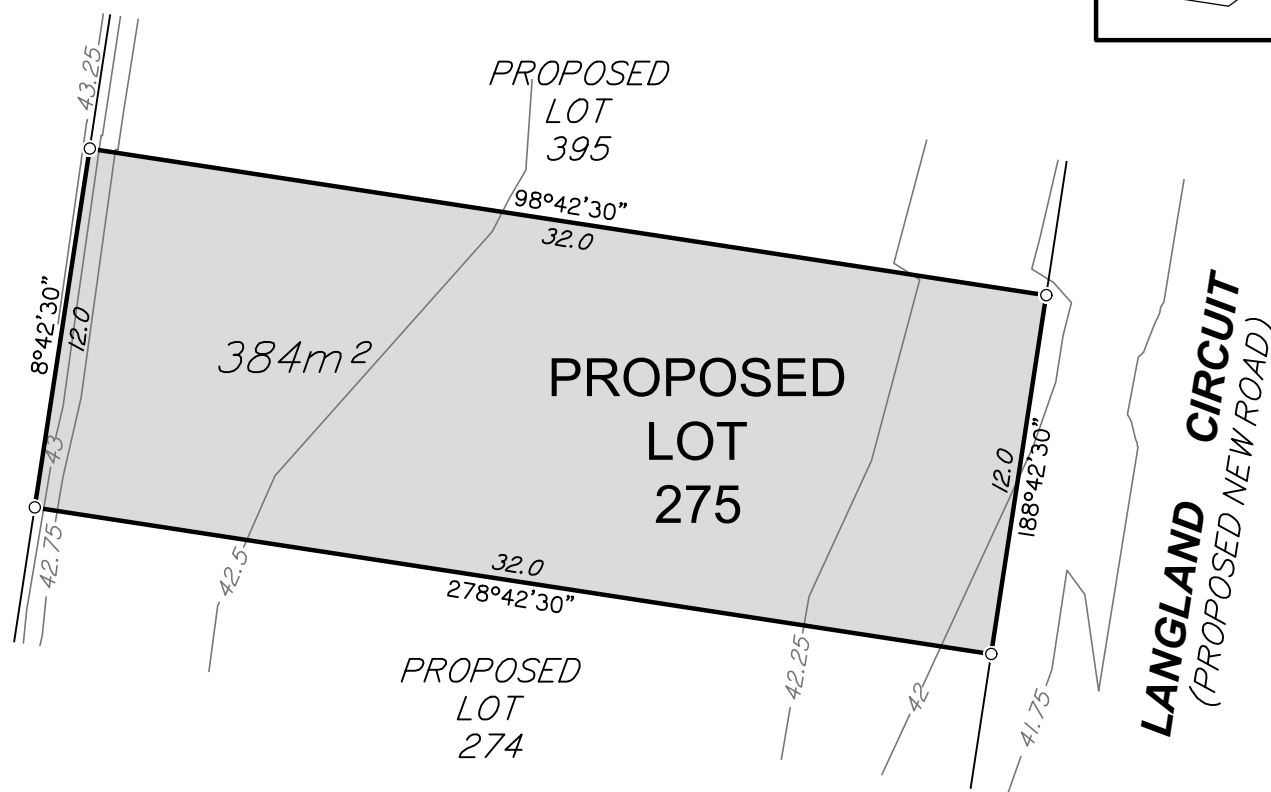 43.25
PROPOSED
LOT
395
98°42'30"
32.0
8°42'30"
12.0
384m²
PROPOSED
LOT
275
12.0
188°42'30"
LANGLAND CIRCUIT
(PROPOSED NEW ROAD)
43
42.75
42.5
32.0
278°42'30"
42.25
42
41.75
PROPOSED
LOT
274